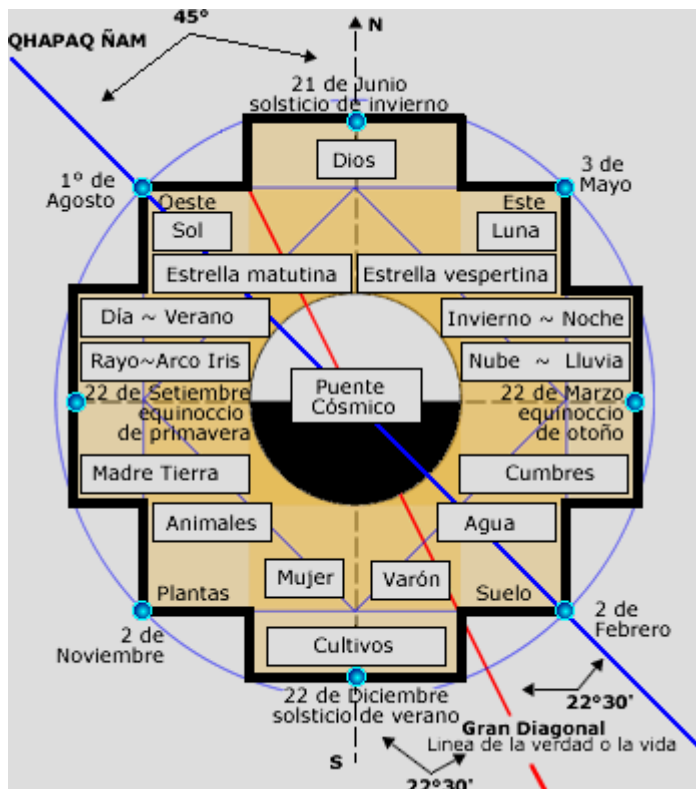 45°
QHAPAQ ÑAM
N
21 de Junio
solsticio de invierno
Dios
1° de
Agosto
3 de
Mayo
Oeste
Este
Sol
Luna
Estrella matutina
Estrella vespertina
Día ~ Verano
Invierno ~ Noche
Rayo~Arco Iris
Nube ~ Lluvia
Puente
Cósmico
22 de Setiembre
equinoccio
de primavera
22 de Marzo
equinoccio
de otoño
Madre Tierra
Cumbres
Animales
Agua
Mujer
Varón
Plantas
Suelo
2 de
Noviembre
2 de
Febrero
Cultivos
22 de Diciembre
solsticio de verano
22°30'
Gran Diagonal
Linea de la verdad o la vida
S
22°30'